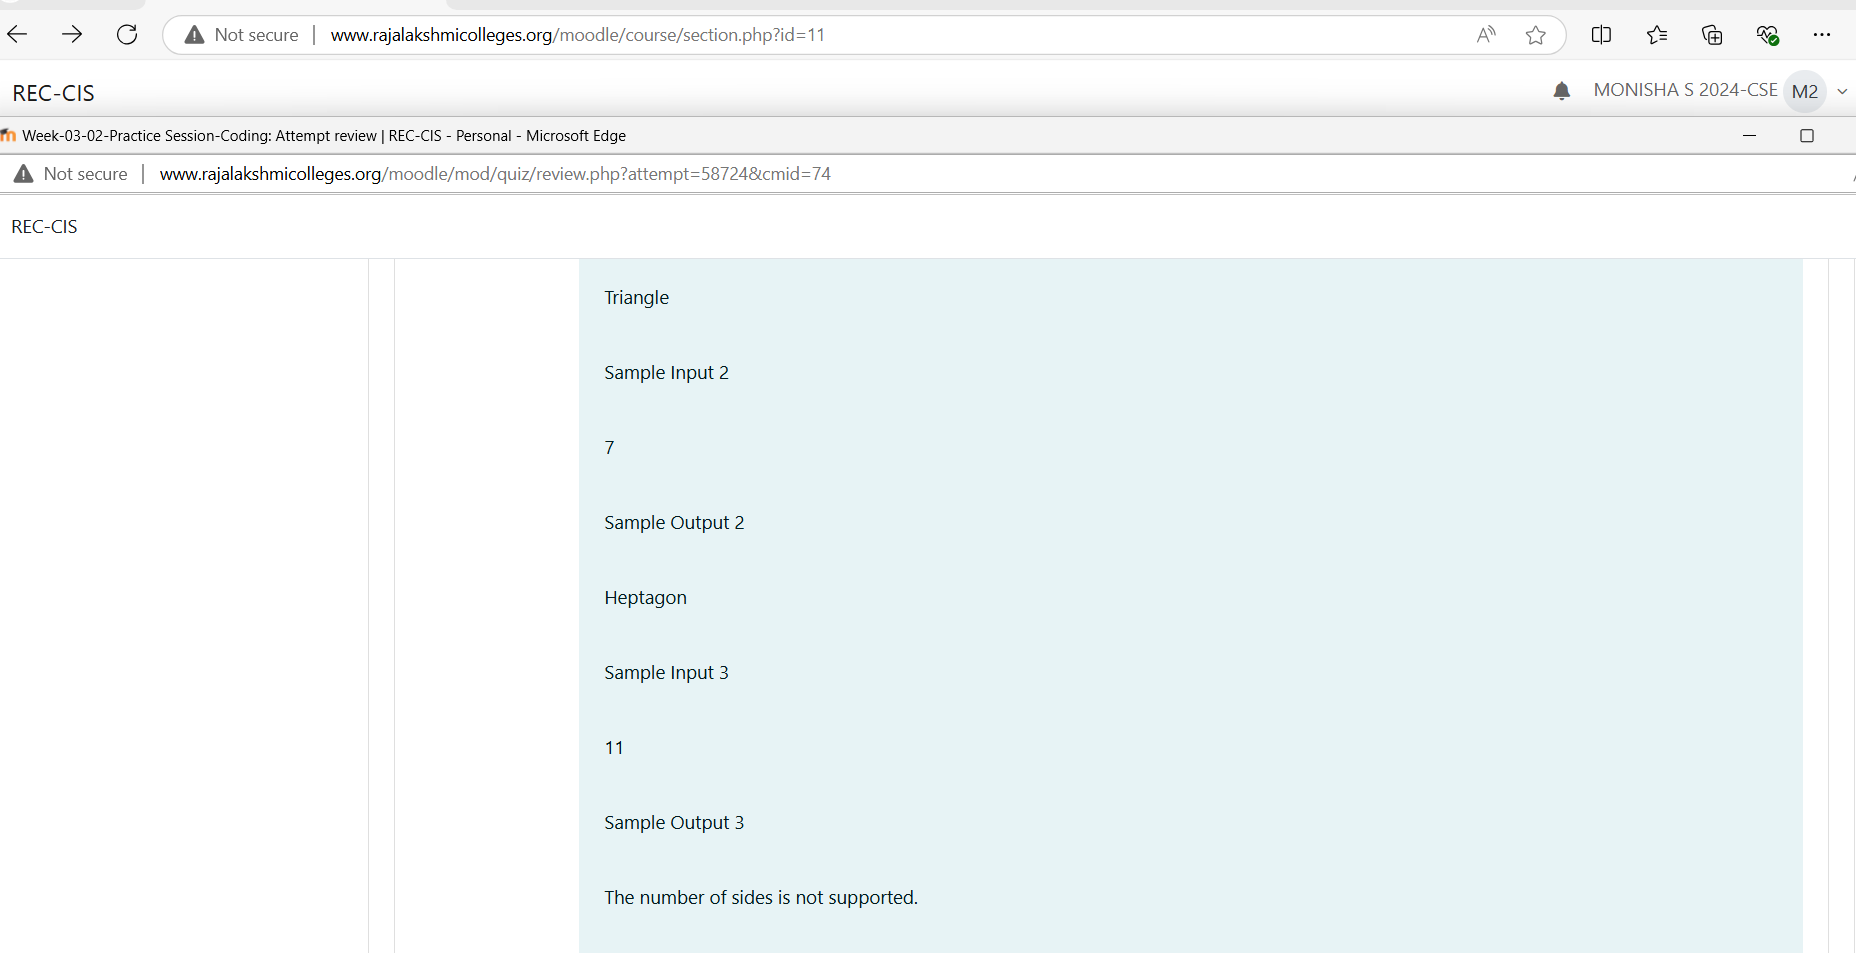 Not secure www.rajalakshmicolleges.org/moodle/course/section.php?id=11
REC-CIS
MONISHA S 2024-CSE M2
Week-03-02-Practice Session-Coding: Attempt review | REC-CIS - Personal - Microsoft Edge
Not secure www.rajalakshmicolleges.org/moodle/mod/quiz/review.php?attempt=58724&cmid=74
REC-CIS
Triangle
Sample Input 2
7
Sample Output 2
Heptagon
Sample Input 3
11
Sample Output 3
The number of sides is not supported.